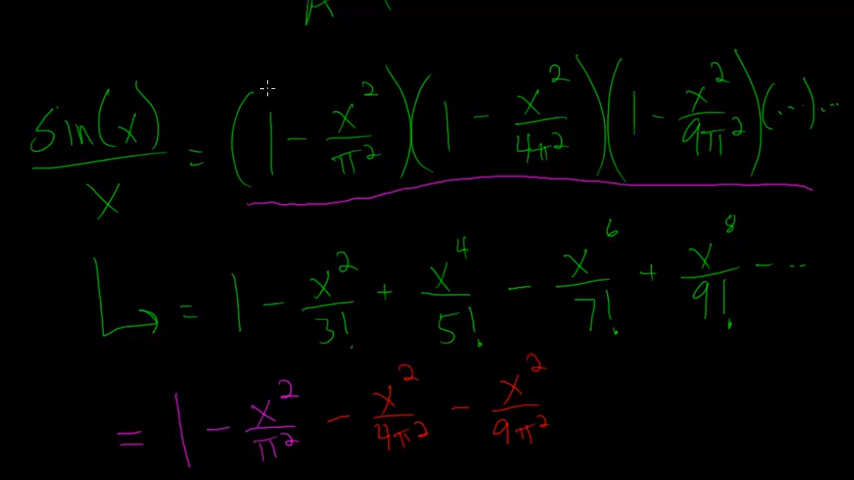 sin(x)/x = (1 - x²/π²)(1 - x²/4π²)(1 - x²/9π²)(...)...
= 1 - x²/3! + x⁴/5! - x⁶/7! + x⁸/9! - ...
= 1 - x²/π² - x²/4π² - x²/9π²